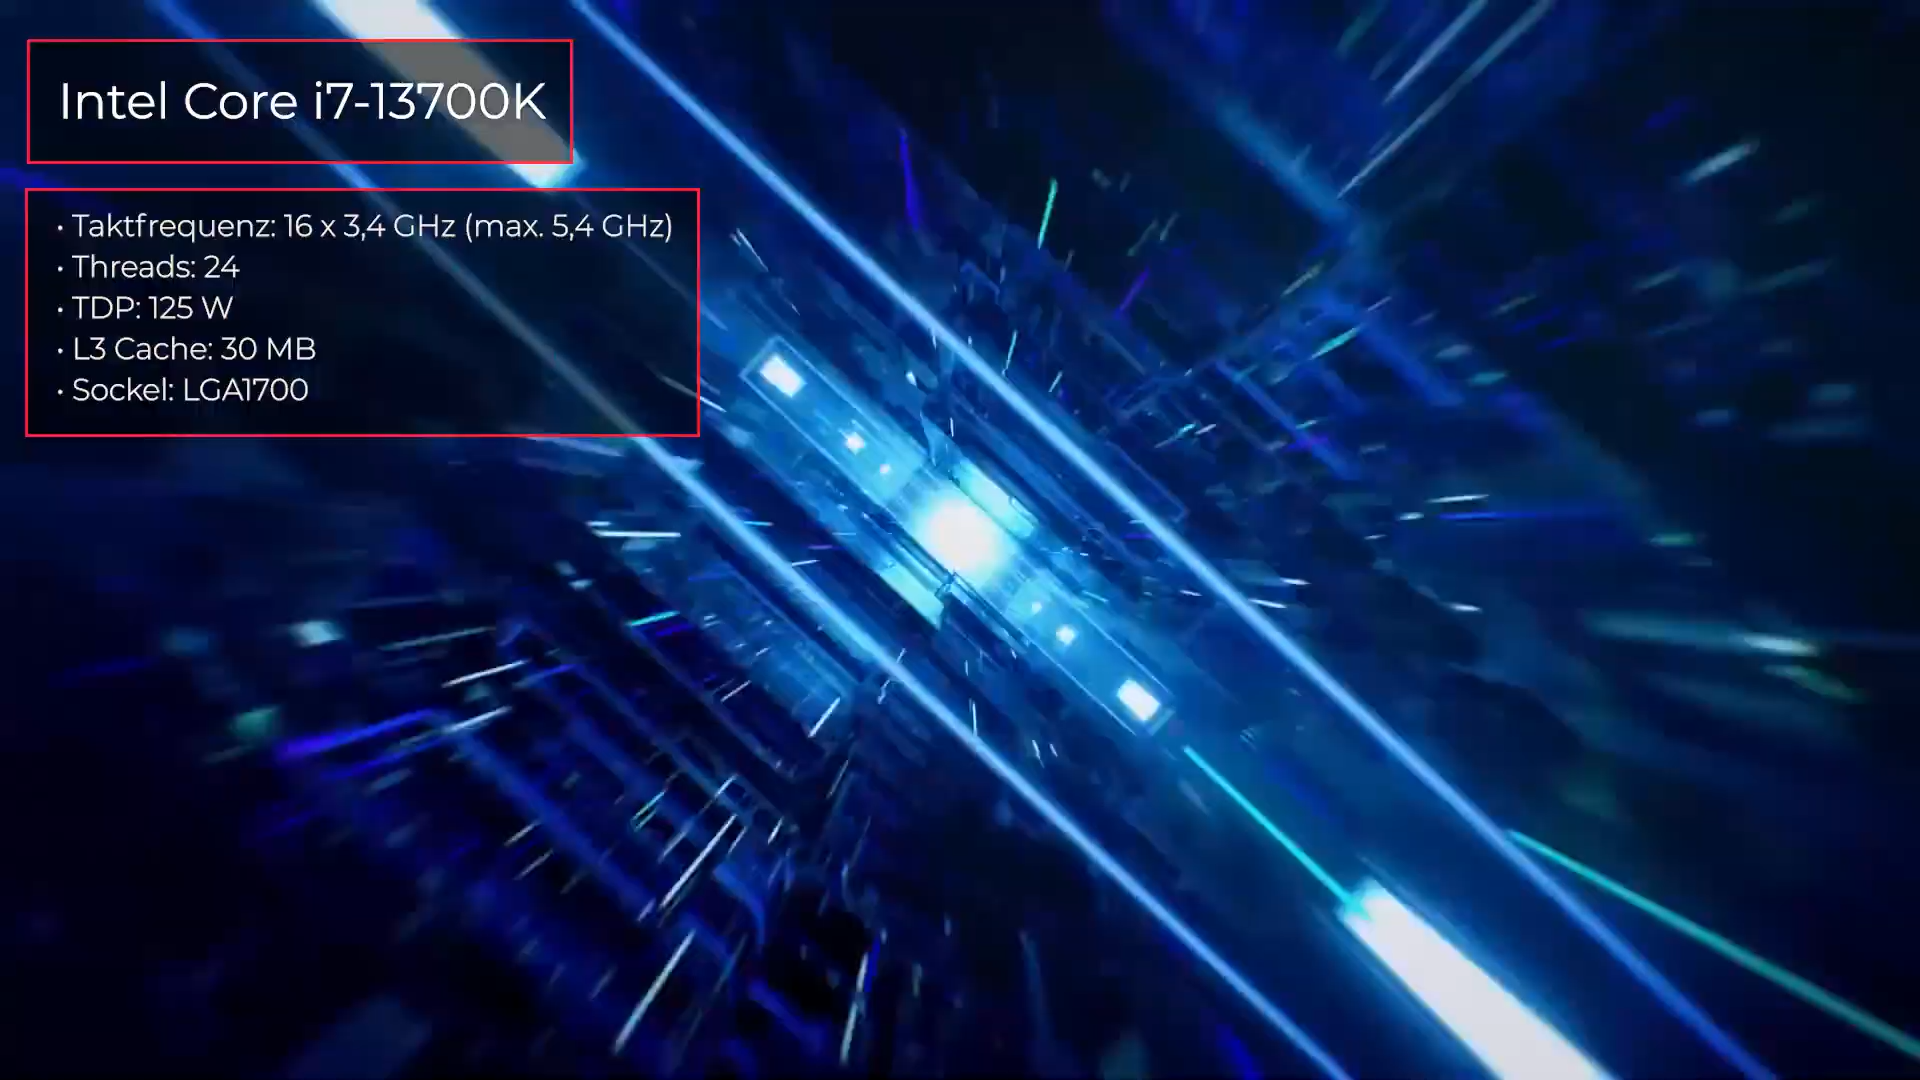 Intel Core i7-13700K
• Taktfrequenz: 16 x 3,4 GHz (max. 5,4 GHz)
• Threads: 24
• TDP: 125 W
• L3 Cache: 30 MB
• Sockel: LGA1700